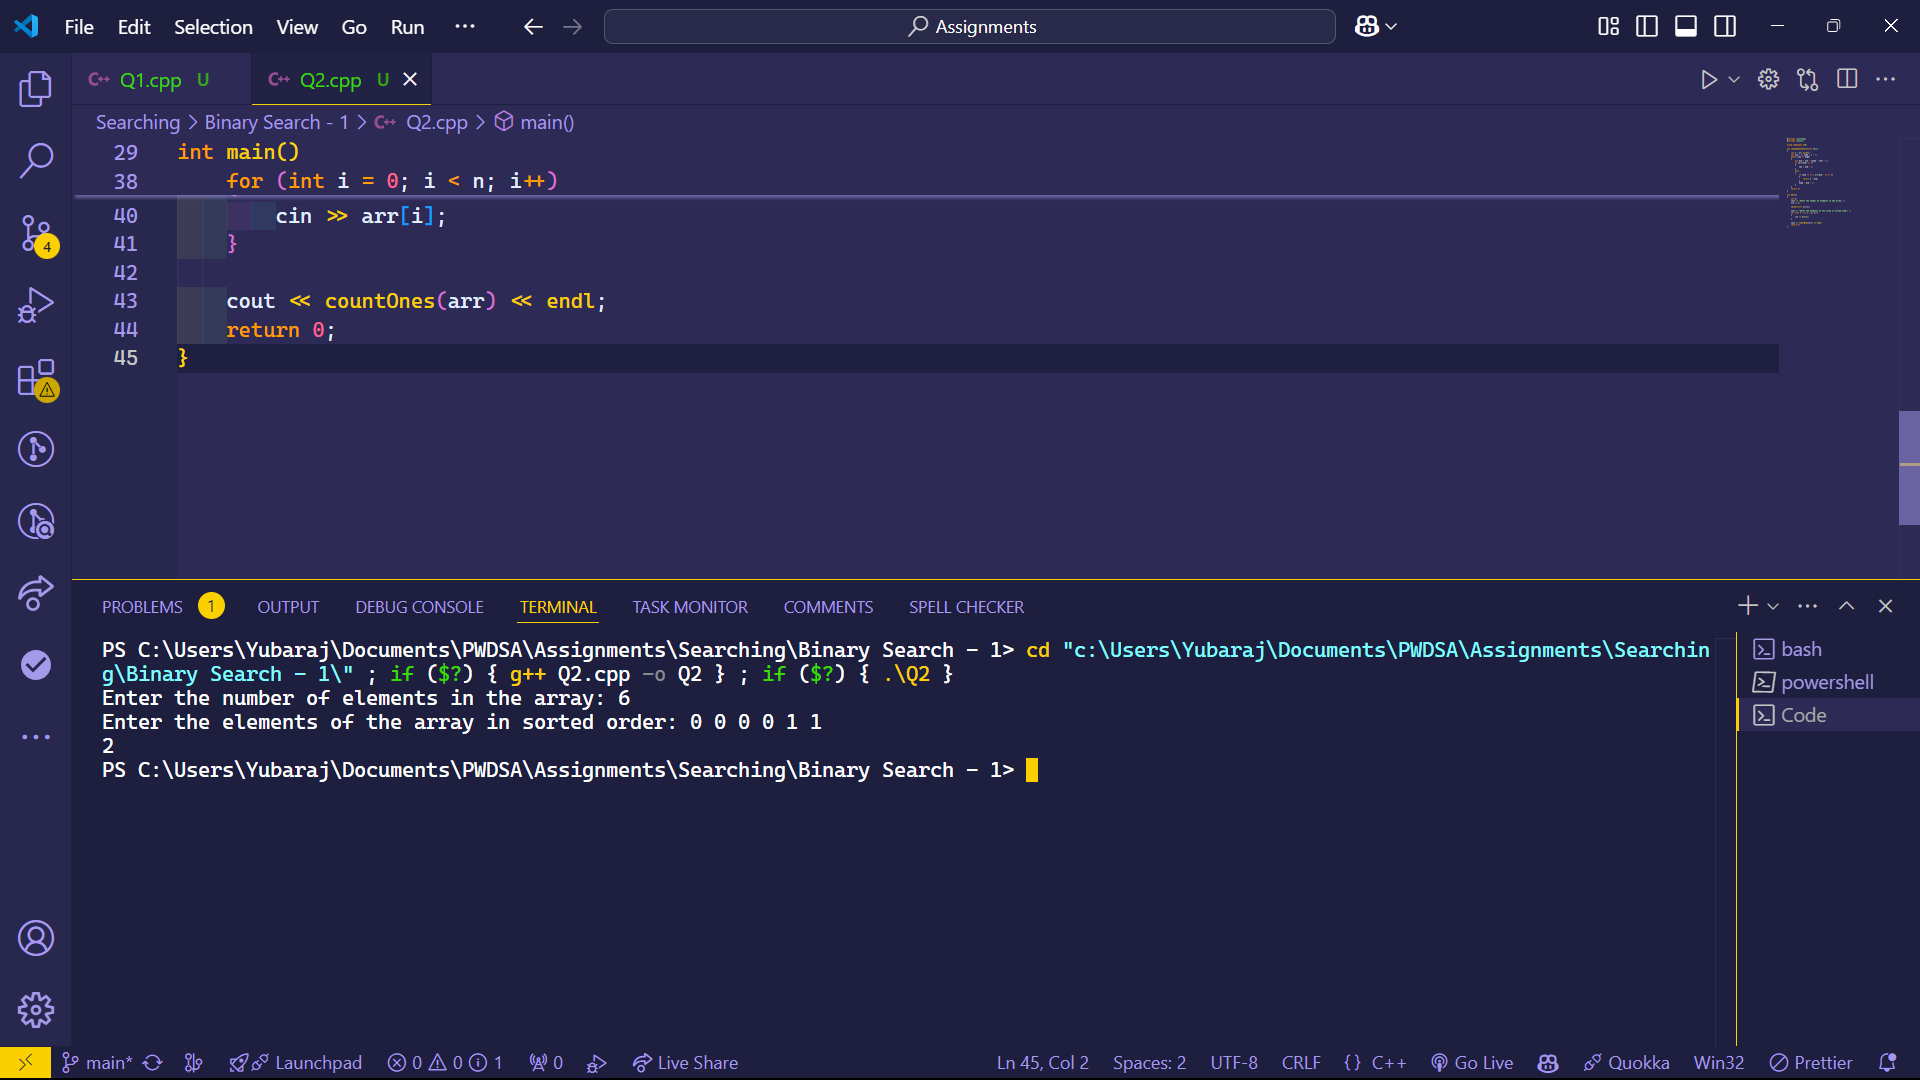 File Edit Selection View Go Run ··· Assignments
C++ Q1.cpp U C++ Q2.cpp U
Searching > Binary Search - 1 > C++ Q2.cpp > main()
29 int main()
38 for (int i = 0; i < n; i++)
40 cin >> arr[i];
41 }
42
43 cout << countOnes(arr) << endl;
44 return 0;
45 }
4
PROBLEMS 1 OUTPUT DEBUG CONSOLE TERMINAL TASK MONITOR COMMENTS SPELL CHECKER
PS C:\Users\Yubaraj\Documents\PWDSA\Assignments\Searching\Binary Search - 1> cd "c:\Users\Yubaraj\Documents\PWDSA\Assignments\Searchin
g\Binary Search - 1\" ; if ($?) { g++ Q2.cpp -o Q2 } ; if ($?) { .\Q2 }
Enter the number of elements in the array: 6
Enter the elements of the array in sorted order: 0 0 0 0 1 1
2
PS C:\Users\Yubaraj\Documents\PWDSA\Assignments\Searching\Binary Search - 1>
bash
powershell
Code
main* Launchpad 0 0 1 0 Live Share Ln 45, Col 2 Spaces: 2 UTF-8 CRLF {} C++ Go Live Quokka Win32 Prettier